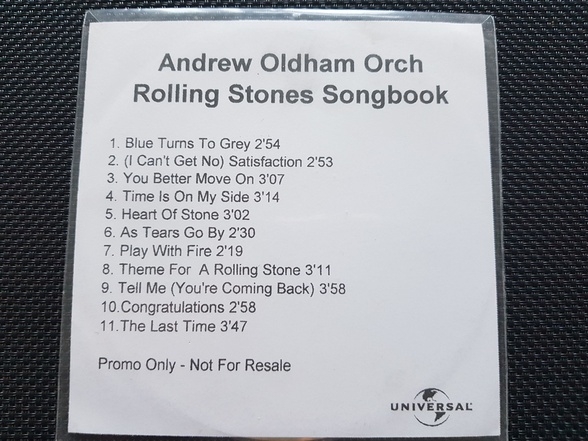 Andrew Oldham Orch
Rolling Stones Songbook
1. Blue Turns To Grey 2'54
2. (I Can't Get No) Satisfaction 2'53
3. You Better Move On 3'07
4. Time Is On My Side 3'14
5. Heart Of Stone 3'02
6. As Tears Go By 2'30
7. Play With Fire 2'19
8. Theme For A Rolling Stone 3'11
9. Tell Me (You're Coming Back) 3'58
10.Congratulations 2'58
11.The Last Time 3'47
Promo Only - Not For Resale
UNIVERSAL